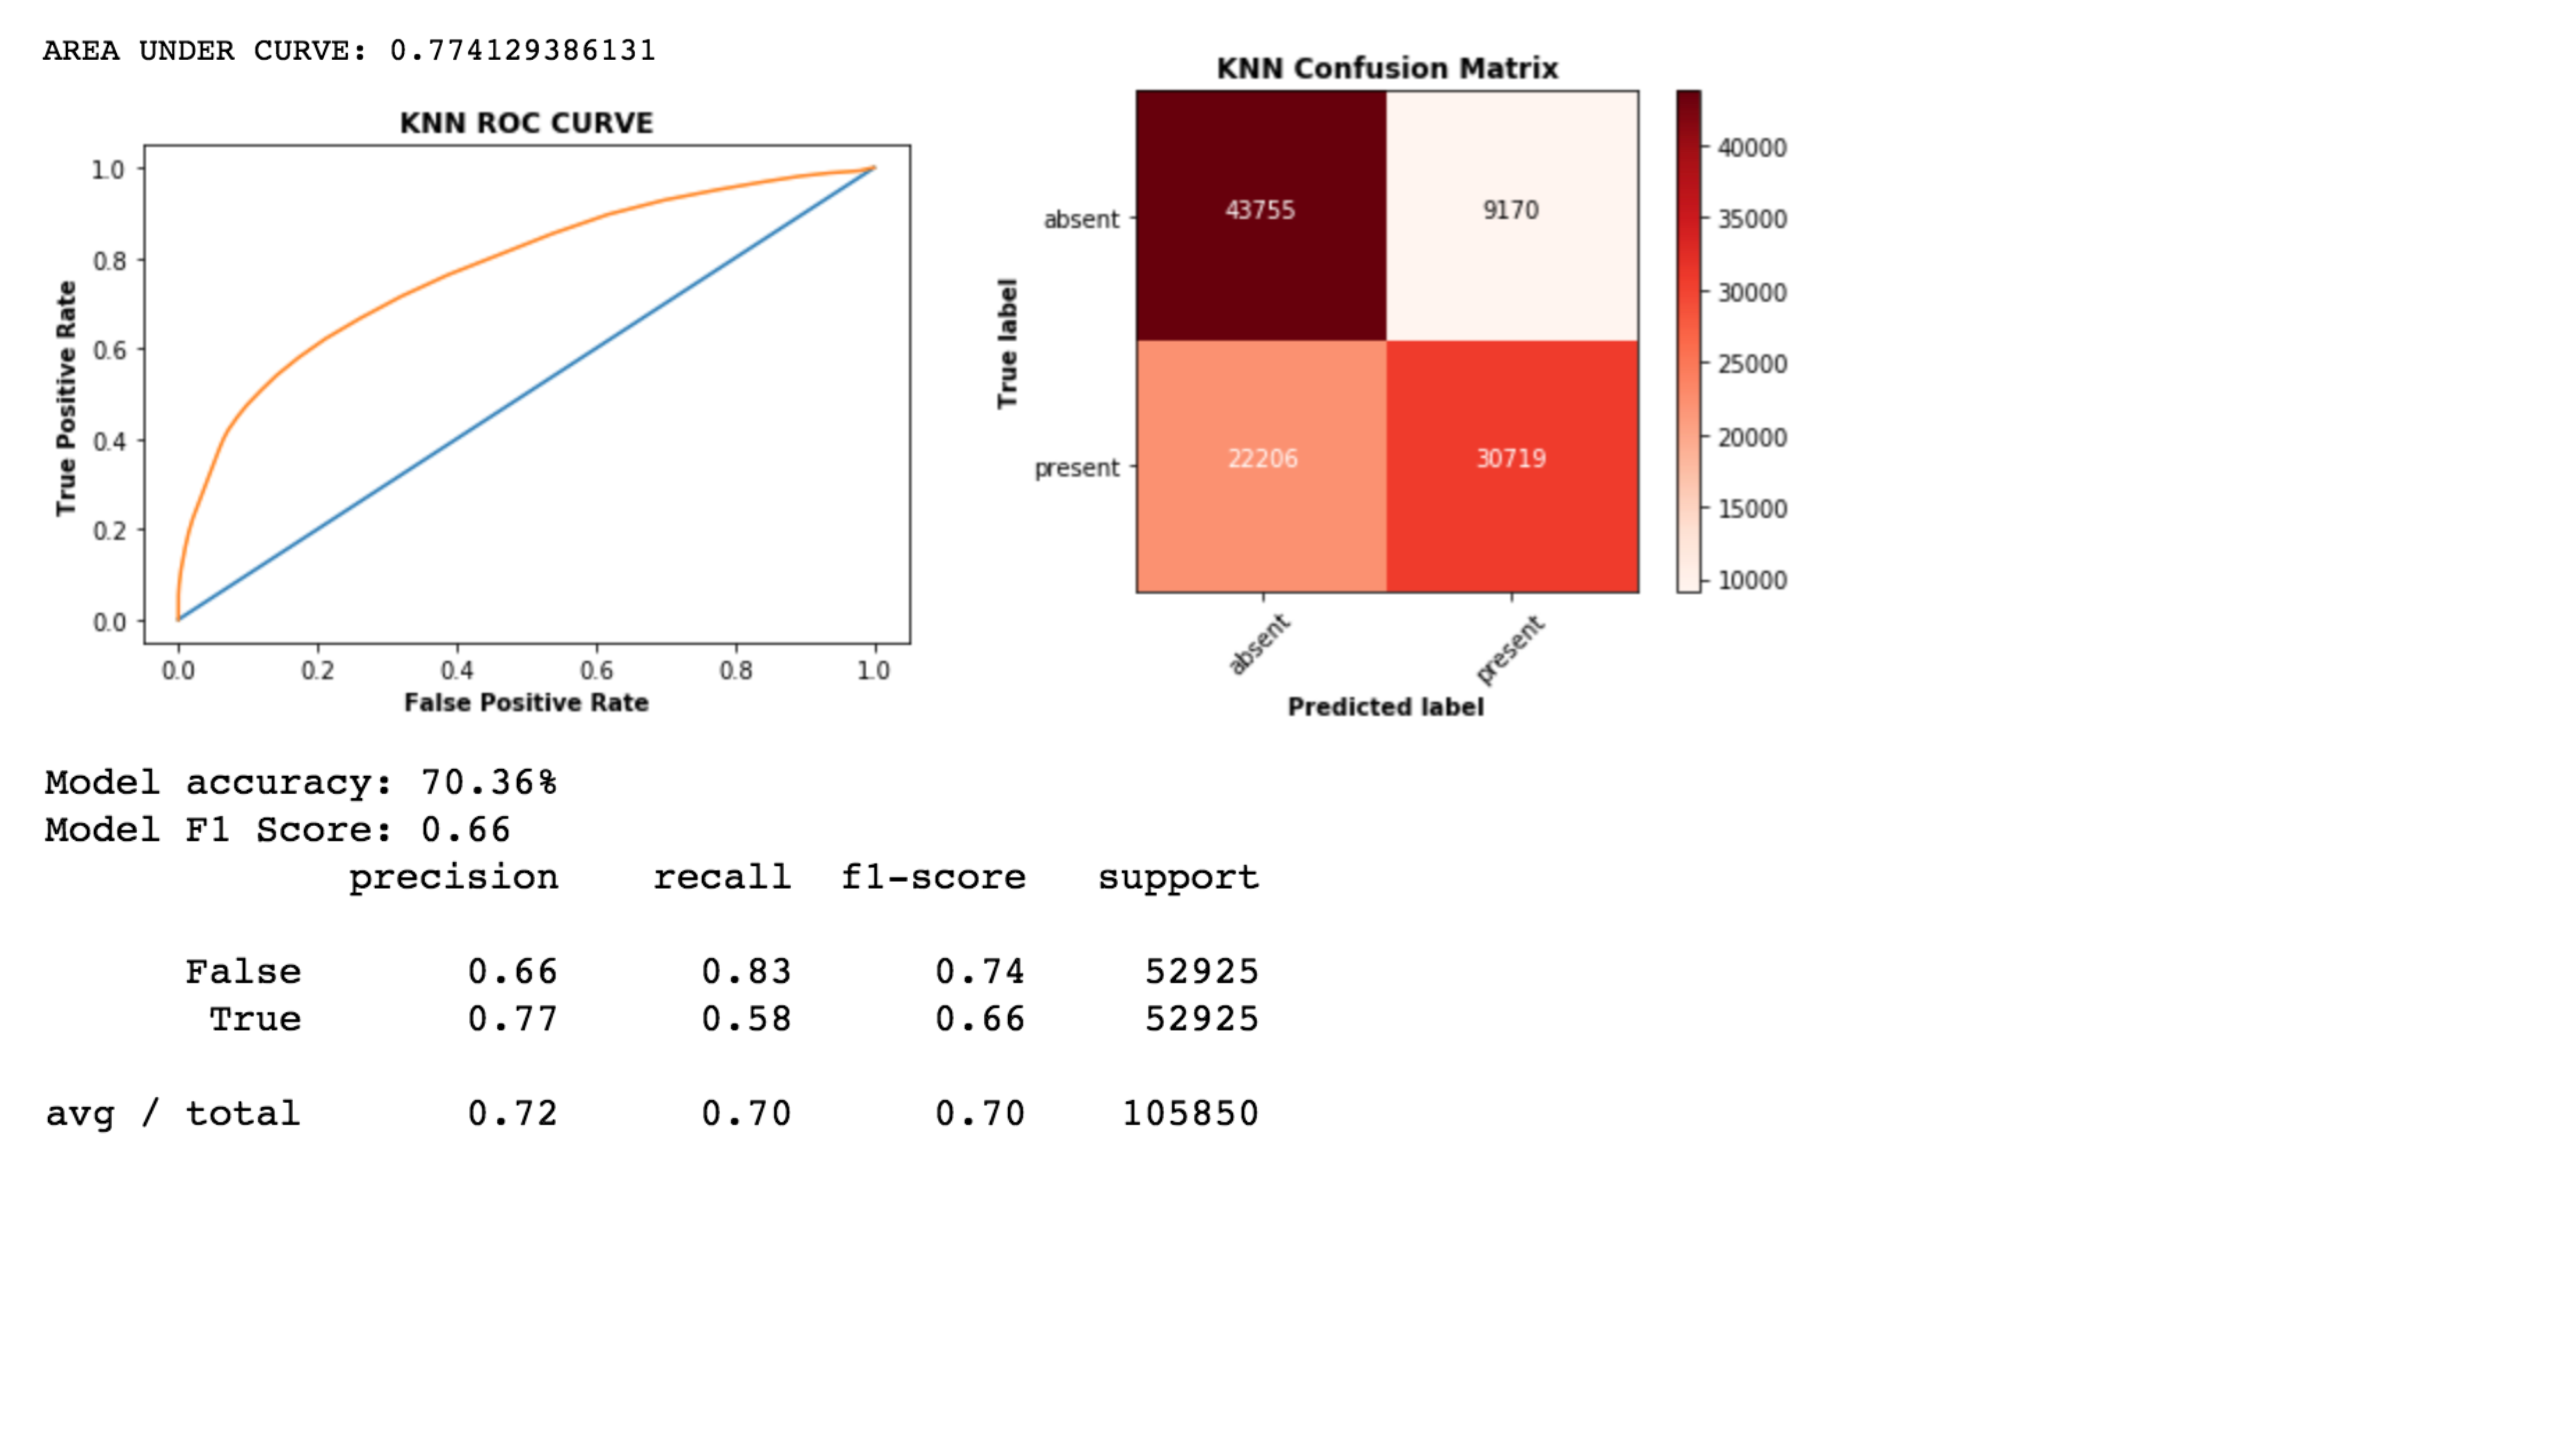 AREA UNDER CURVE: 0.774129386131
KNN ROC CURVE
1.0
0.8
0.6
0.4
0.2
0.0
True Positive Rate
0.0 0.2 0.4 0.6 0.8 1.0
False Positive Rate
KNN Confusion Matrix
True label
absent 43755 9170
present 22206 30719
absent present
Predicted label
40000
35000
30000
25000
20000
15000
10000
Model accuracy: 70.36%
Model F1 Score: 0.66
precision recall f1-score support
False 0.66 0.83 0.74 52925
True 0.77 0.58 0.66 52925
avg / total 0.72 0.70 0.70 105850